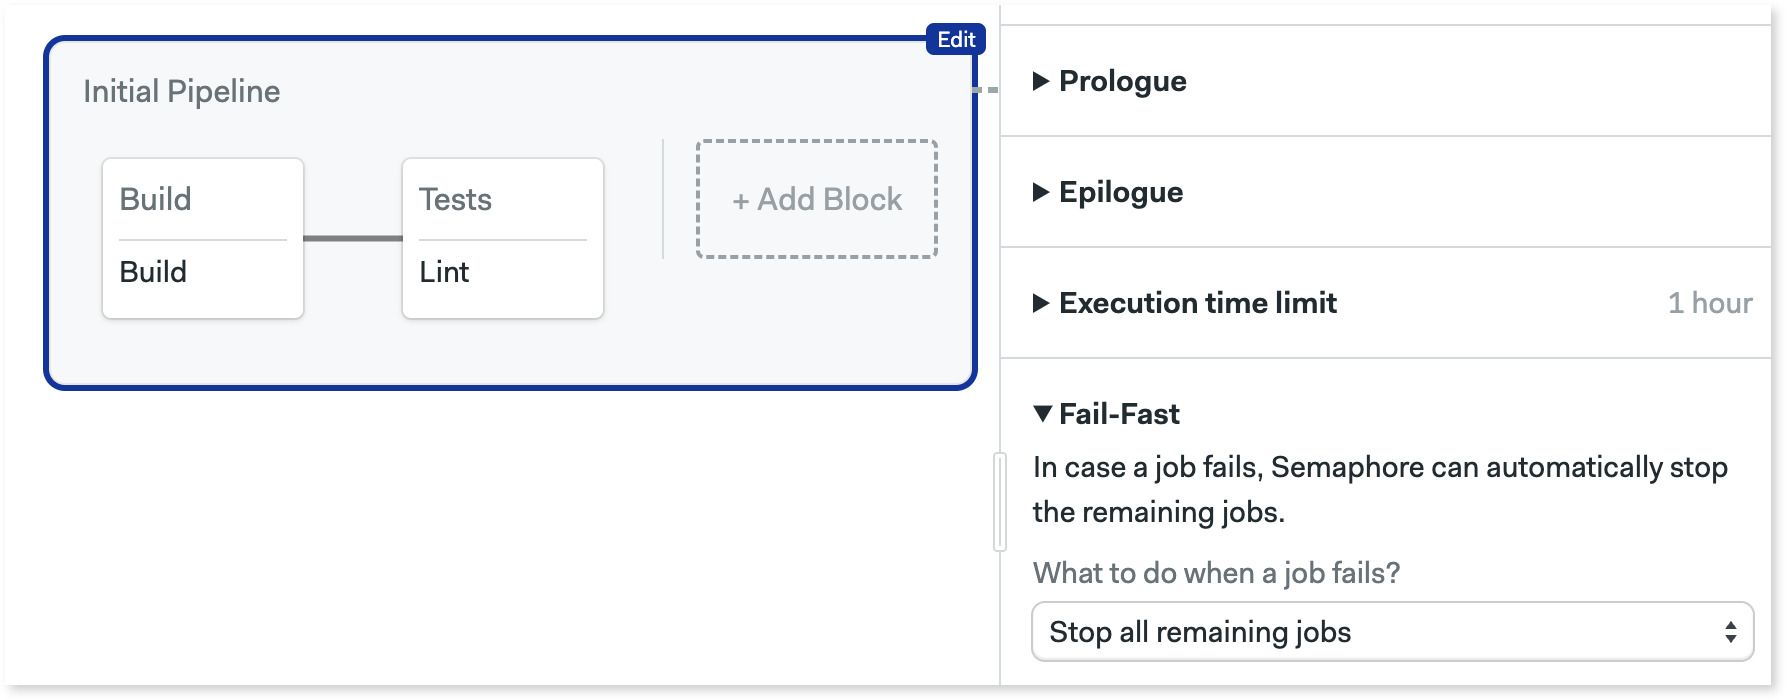 Edit
Initial Pipeline
Build
Build
Tests
Lint
+ Add Block
Prologue
Epilogue
Execution time limit 1 hour
Fail-Fast
In case a job fails, Semaphore can automatically stop
the remaining jobs.
What to do when a job fails?
Stop all remaining jobs